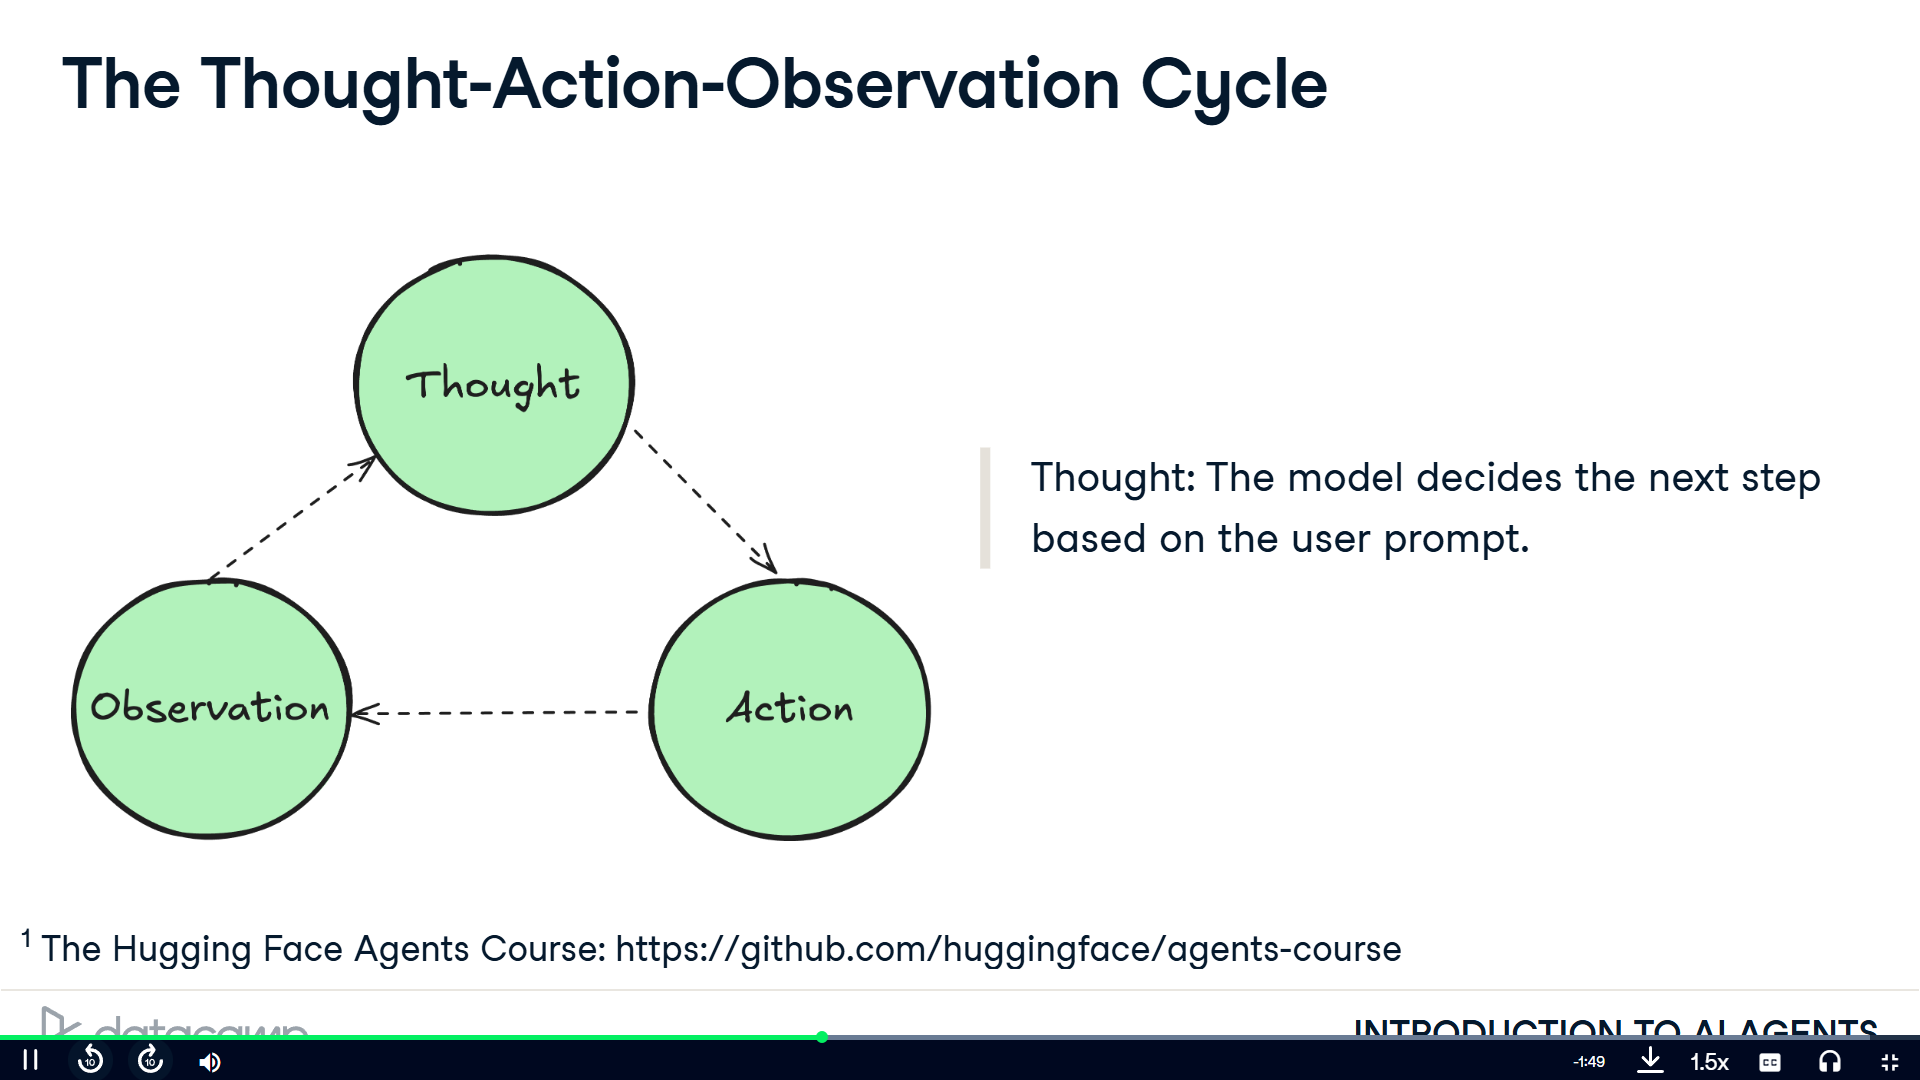 The Thought-Action-Observation Cycle
Thought
Thought: The model decides the next step
based on the user prompt.
Observation
Action
1 The Hugging Face Agents Course: https://github.com/huggingface/agents-course
datacamp
INTRODUCTION TO AI AGENTS
10
10
-1:49
1.5x
CC